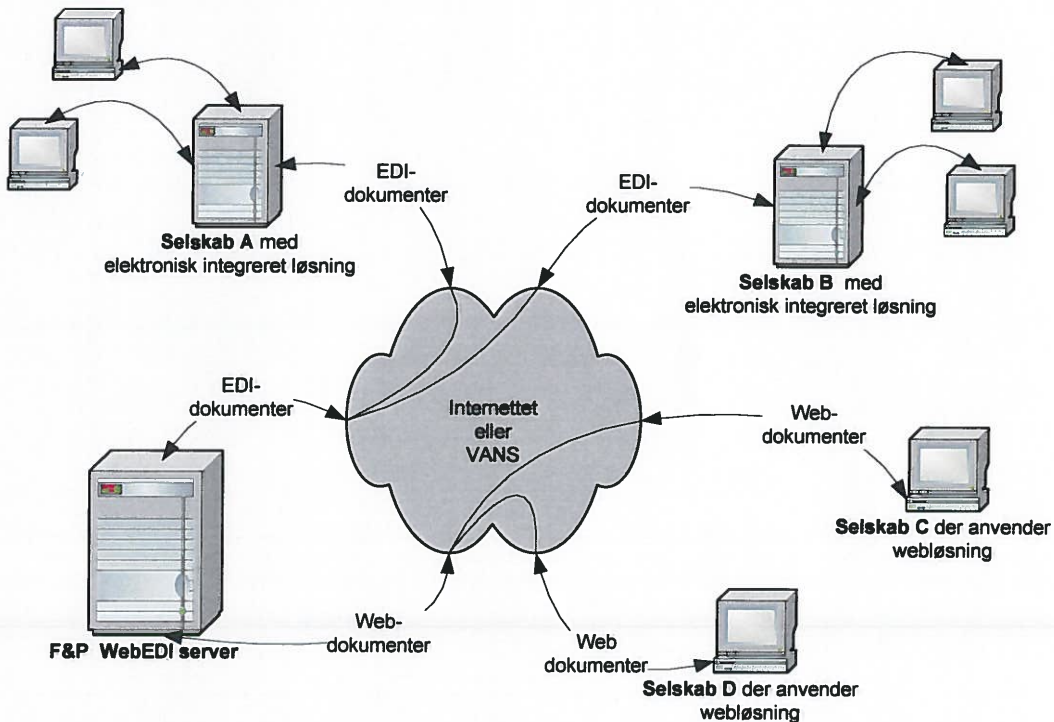 EDI-
dokumenter
Selskab A med
elektronisk integreret løsning
EDI-
dokumenter
Selskab B med
elektronisk integreret løsning
EDI-
dokumenter
Internettet
eller
VANS
Web-
dokumenter
Selskab C der anvender
webløsning
F&P WebEDI server
Web-
dokumenter
Web
dokumenter
Selskab D der anvender
webløsning